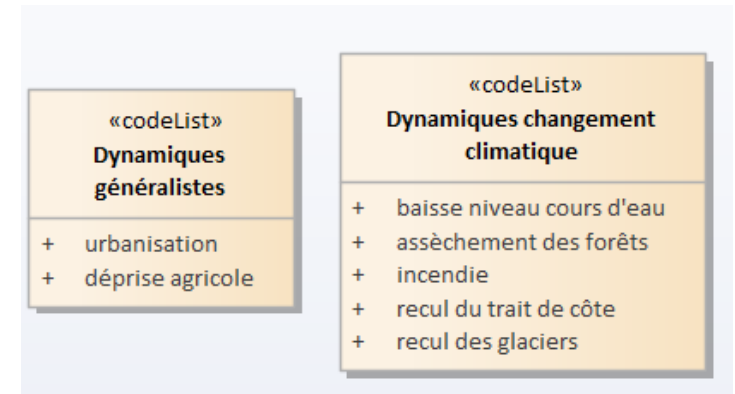 «codeList»
Dynamiques
généralistes
+ urbanisation
+ déprise agricole
«codeList»
Dynamiques changement
climatique
+ baisse niveau cours d'eau
+ assèchement des forêts
+ incendie
+ recul du trait de côte
+ recul des glaciers